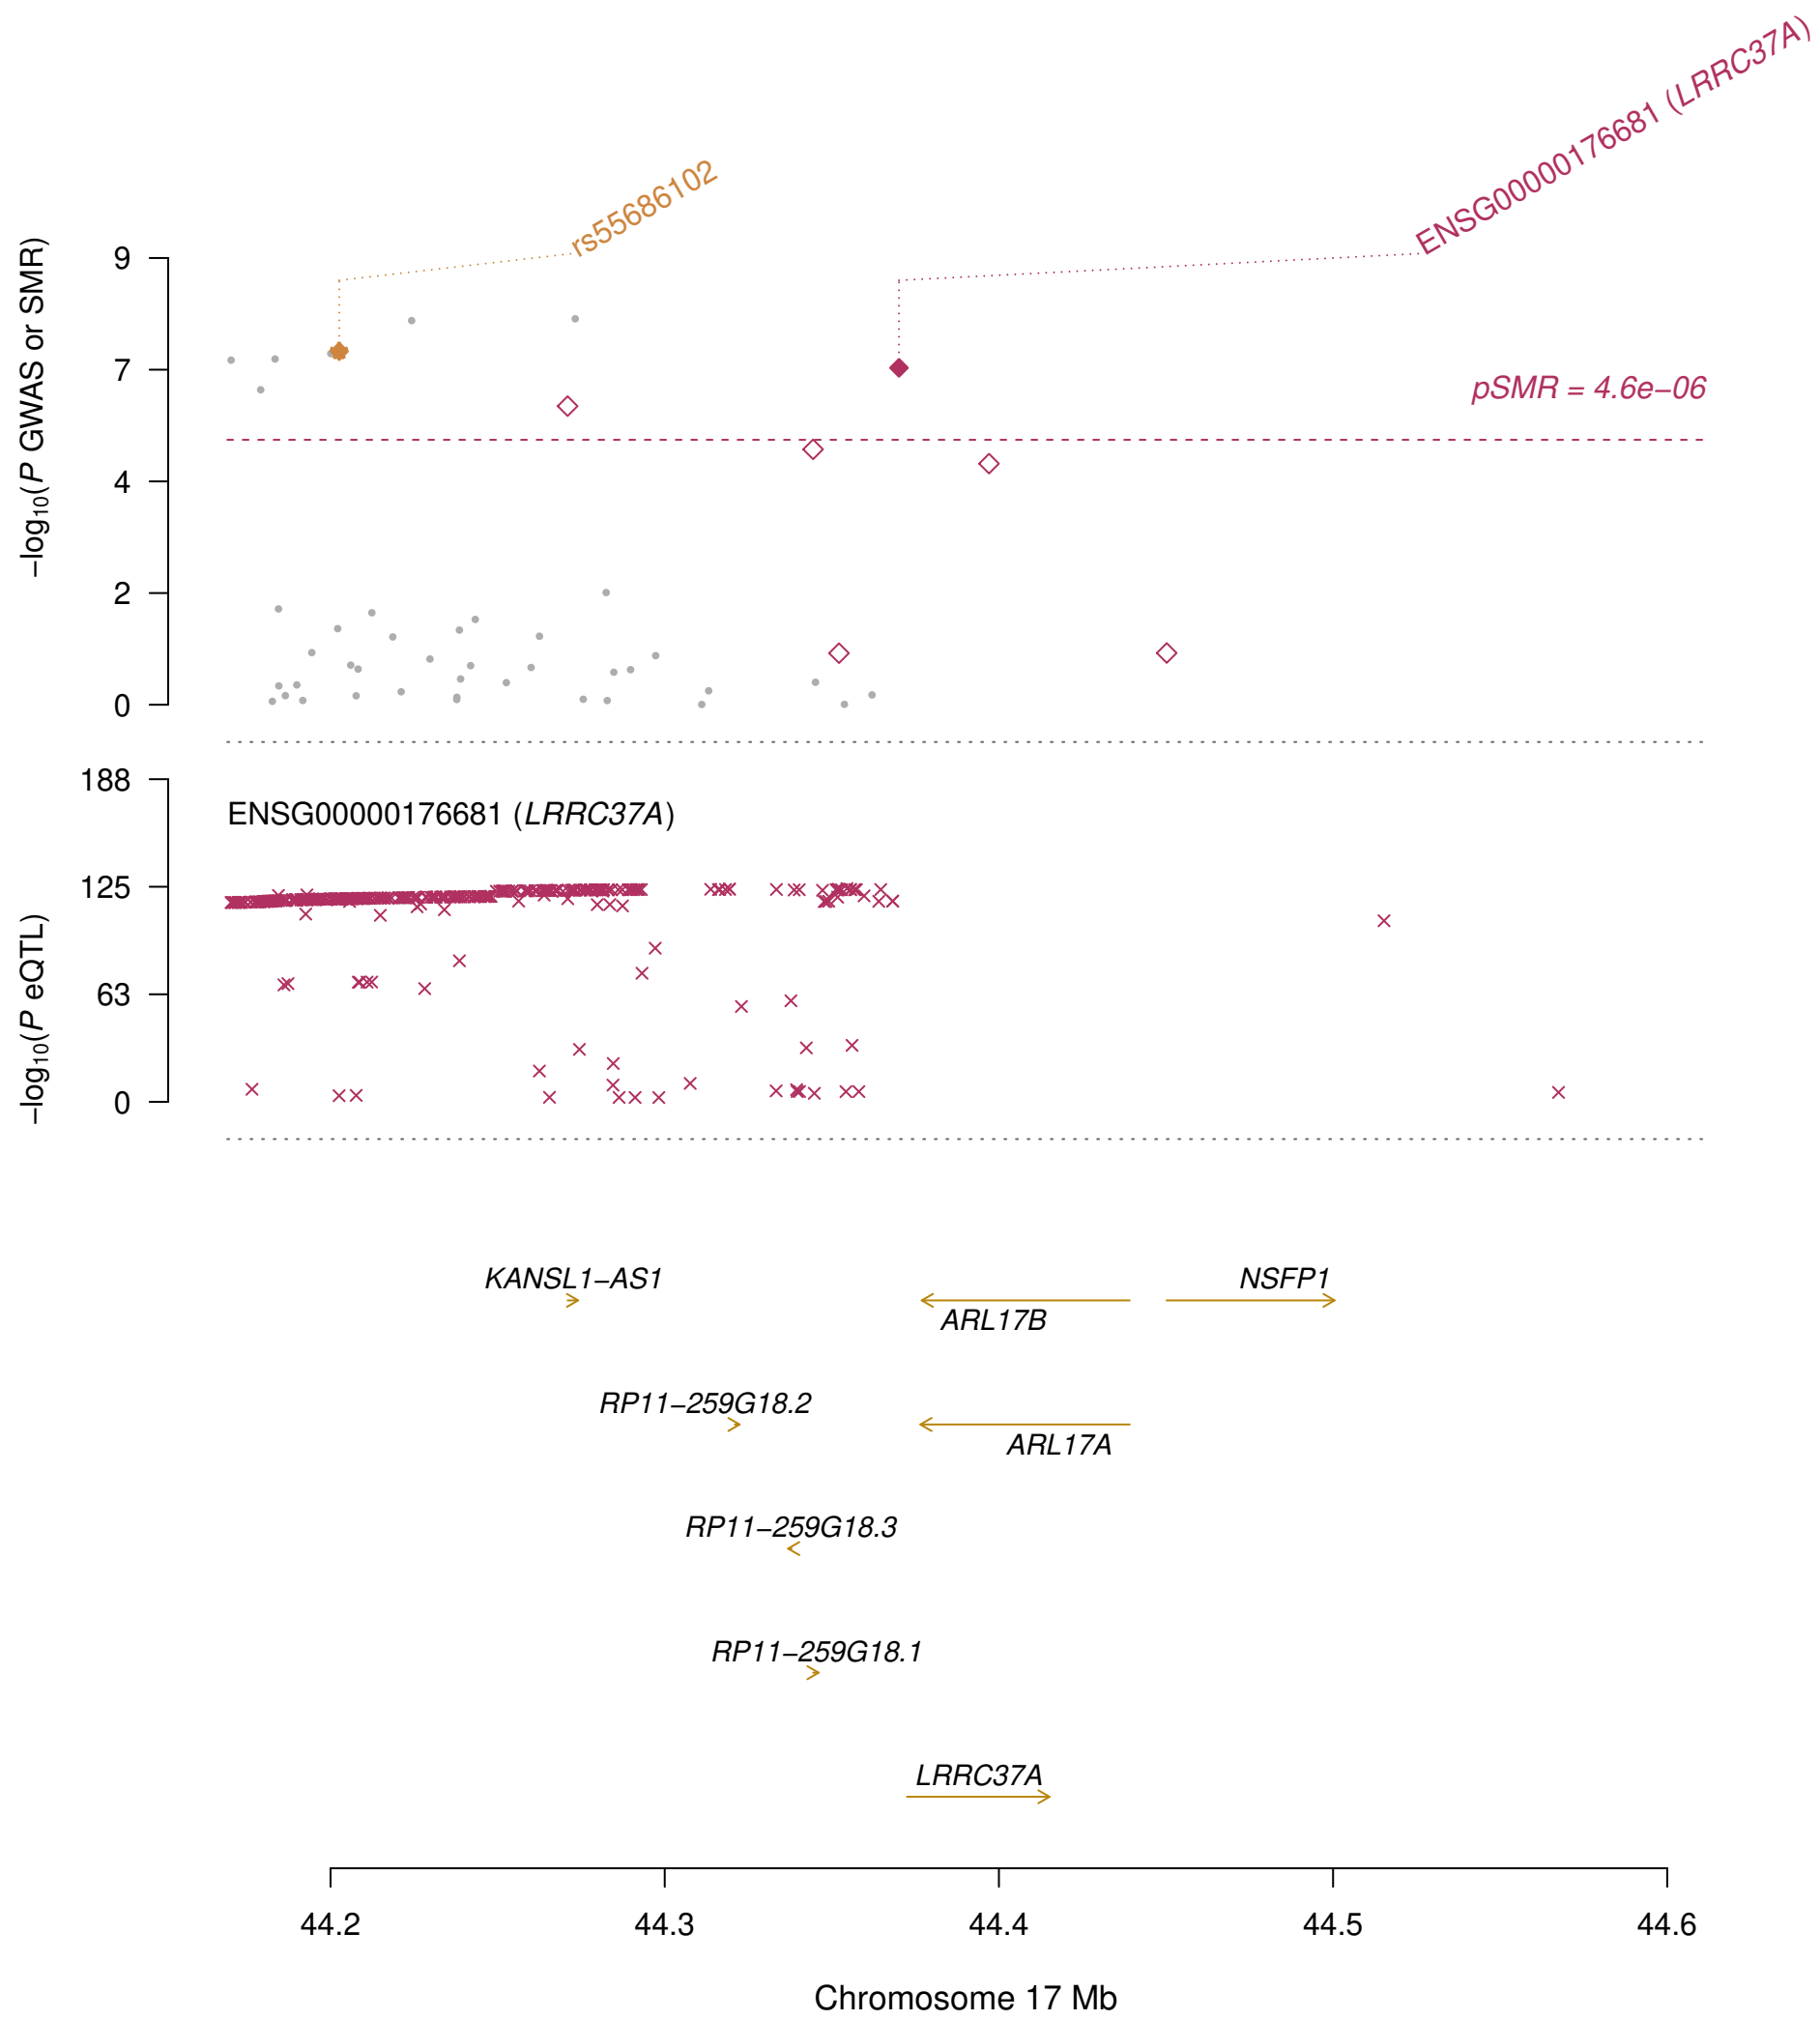 ENSG00000176681 (LRRC37A)
rs55686102
−log10(P GWAS or SMR)
9
7
4
2
0
pSMR = 4.6e−06
−log10(P eQTL)
188
125
63
0
ENSG00000176681 (LRRC37A)
KANSL1−AS1
NSFP1
ARL17B
RP11−259G18.2
ARL17A
RP11−259G18.3
RP11−259G18.1
LRRC37A
44.2 44.3 44.4 44.5 44.6
Chromosome 17 Mb